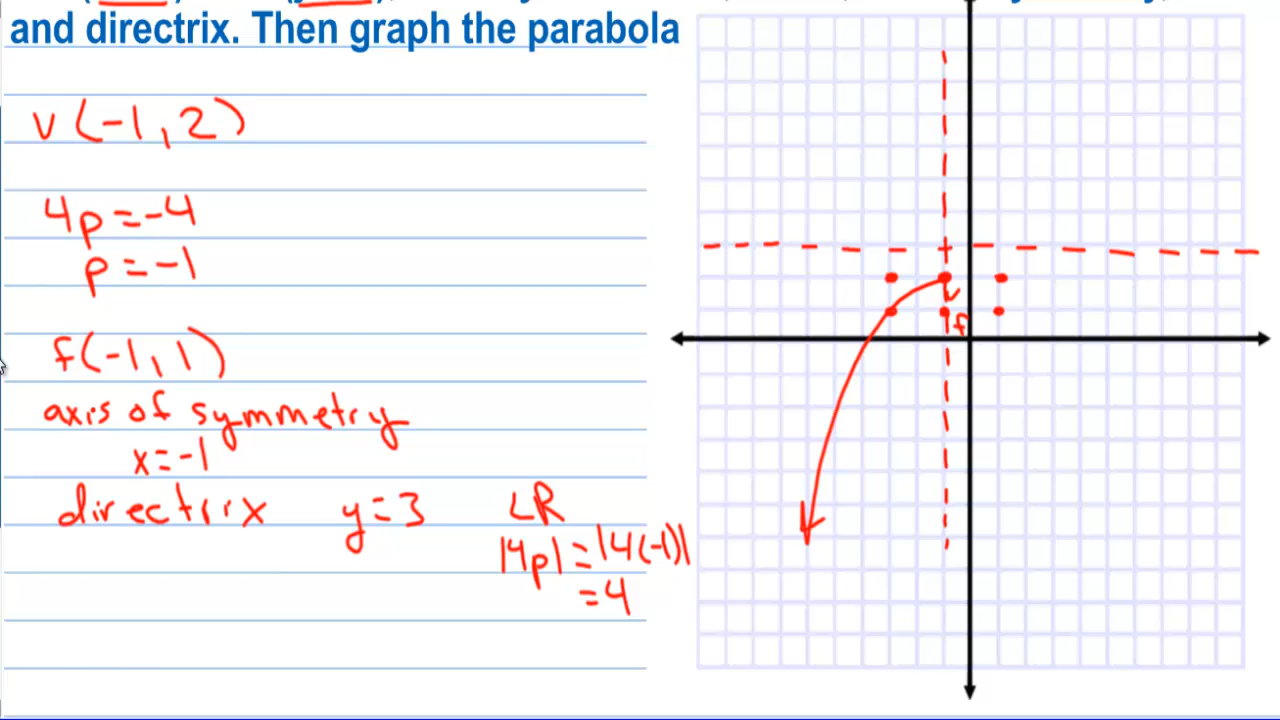 and directrix. Then graph the parabola
v(-1,2)
4p=-4
p=-1
f(-1,1)
axis of symmetry
x=-1
directrix y=3 LR
|4p|=|4(-1)|
=4
v
f